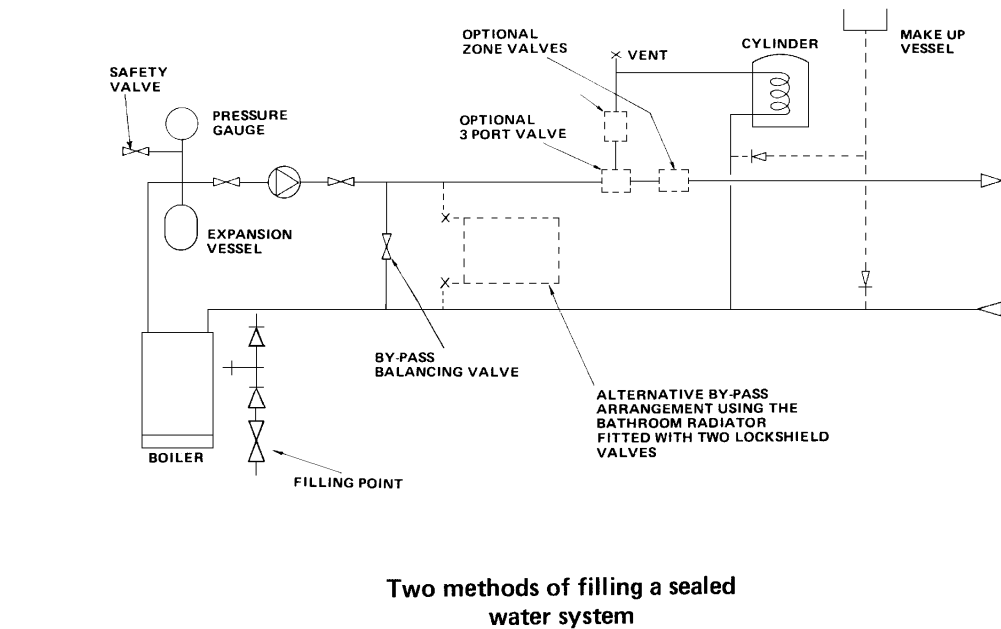 OPTIONAL
ZONE VALVES
VENT
CYLINDER
MAKE UP
VESSEL
SAFETY
VALVE
PRESSURE
GAUGE
OPTIONAL
3 PORT VALVE
EXPANSION
VESSEL
BY-PASS
BALANCING VALVE
ALTERNATIVE BY-PASS
ARRANGEMENT USING THE
BATHROOM RADIATOR
FITTED WITH TWO LOCKSHIELD
VALVES
BOILER
FILLING POINT
Two methods of filling a sealed
water system